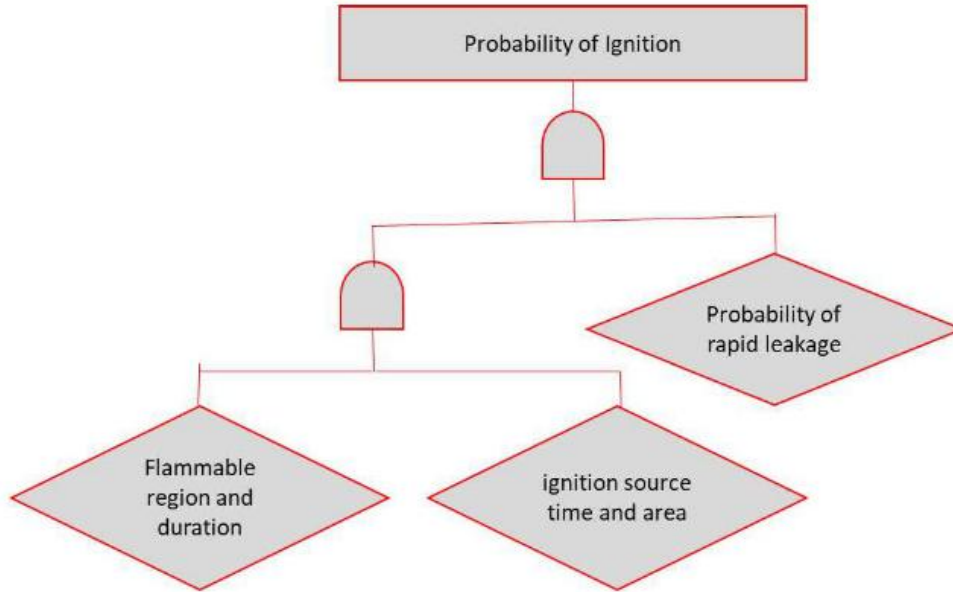 Probability of Ignition
Probability of
rapid leakage
Flammable
region and
duration
ignition source
time and area